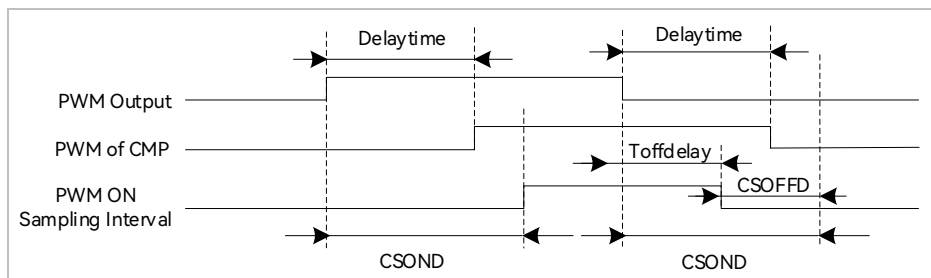 Delaytime
Delaytime
PWM Output
PWM of CMP
Toffdelay
PWM ON
Sampling Interval
CSOFFD
CSOND
CSOND